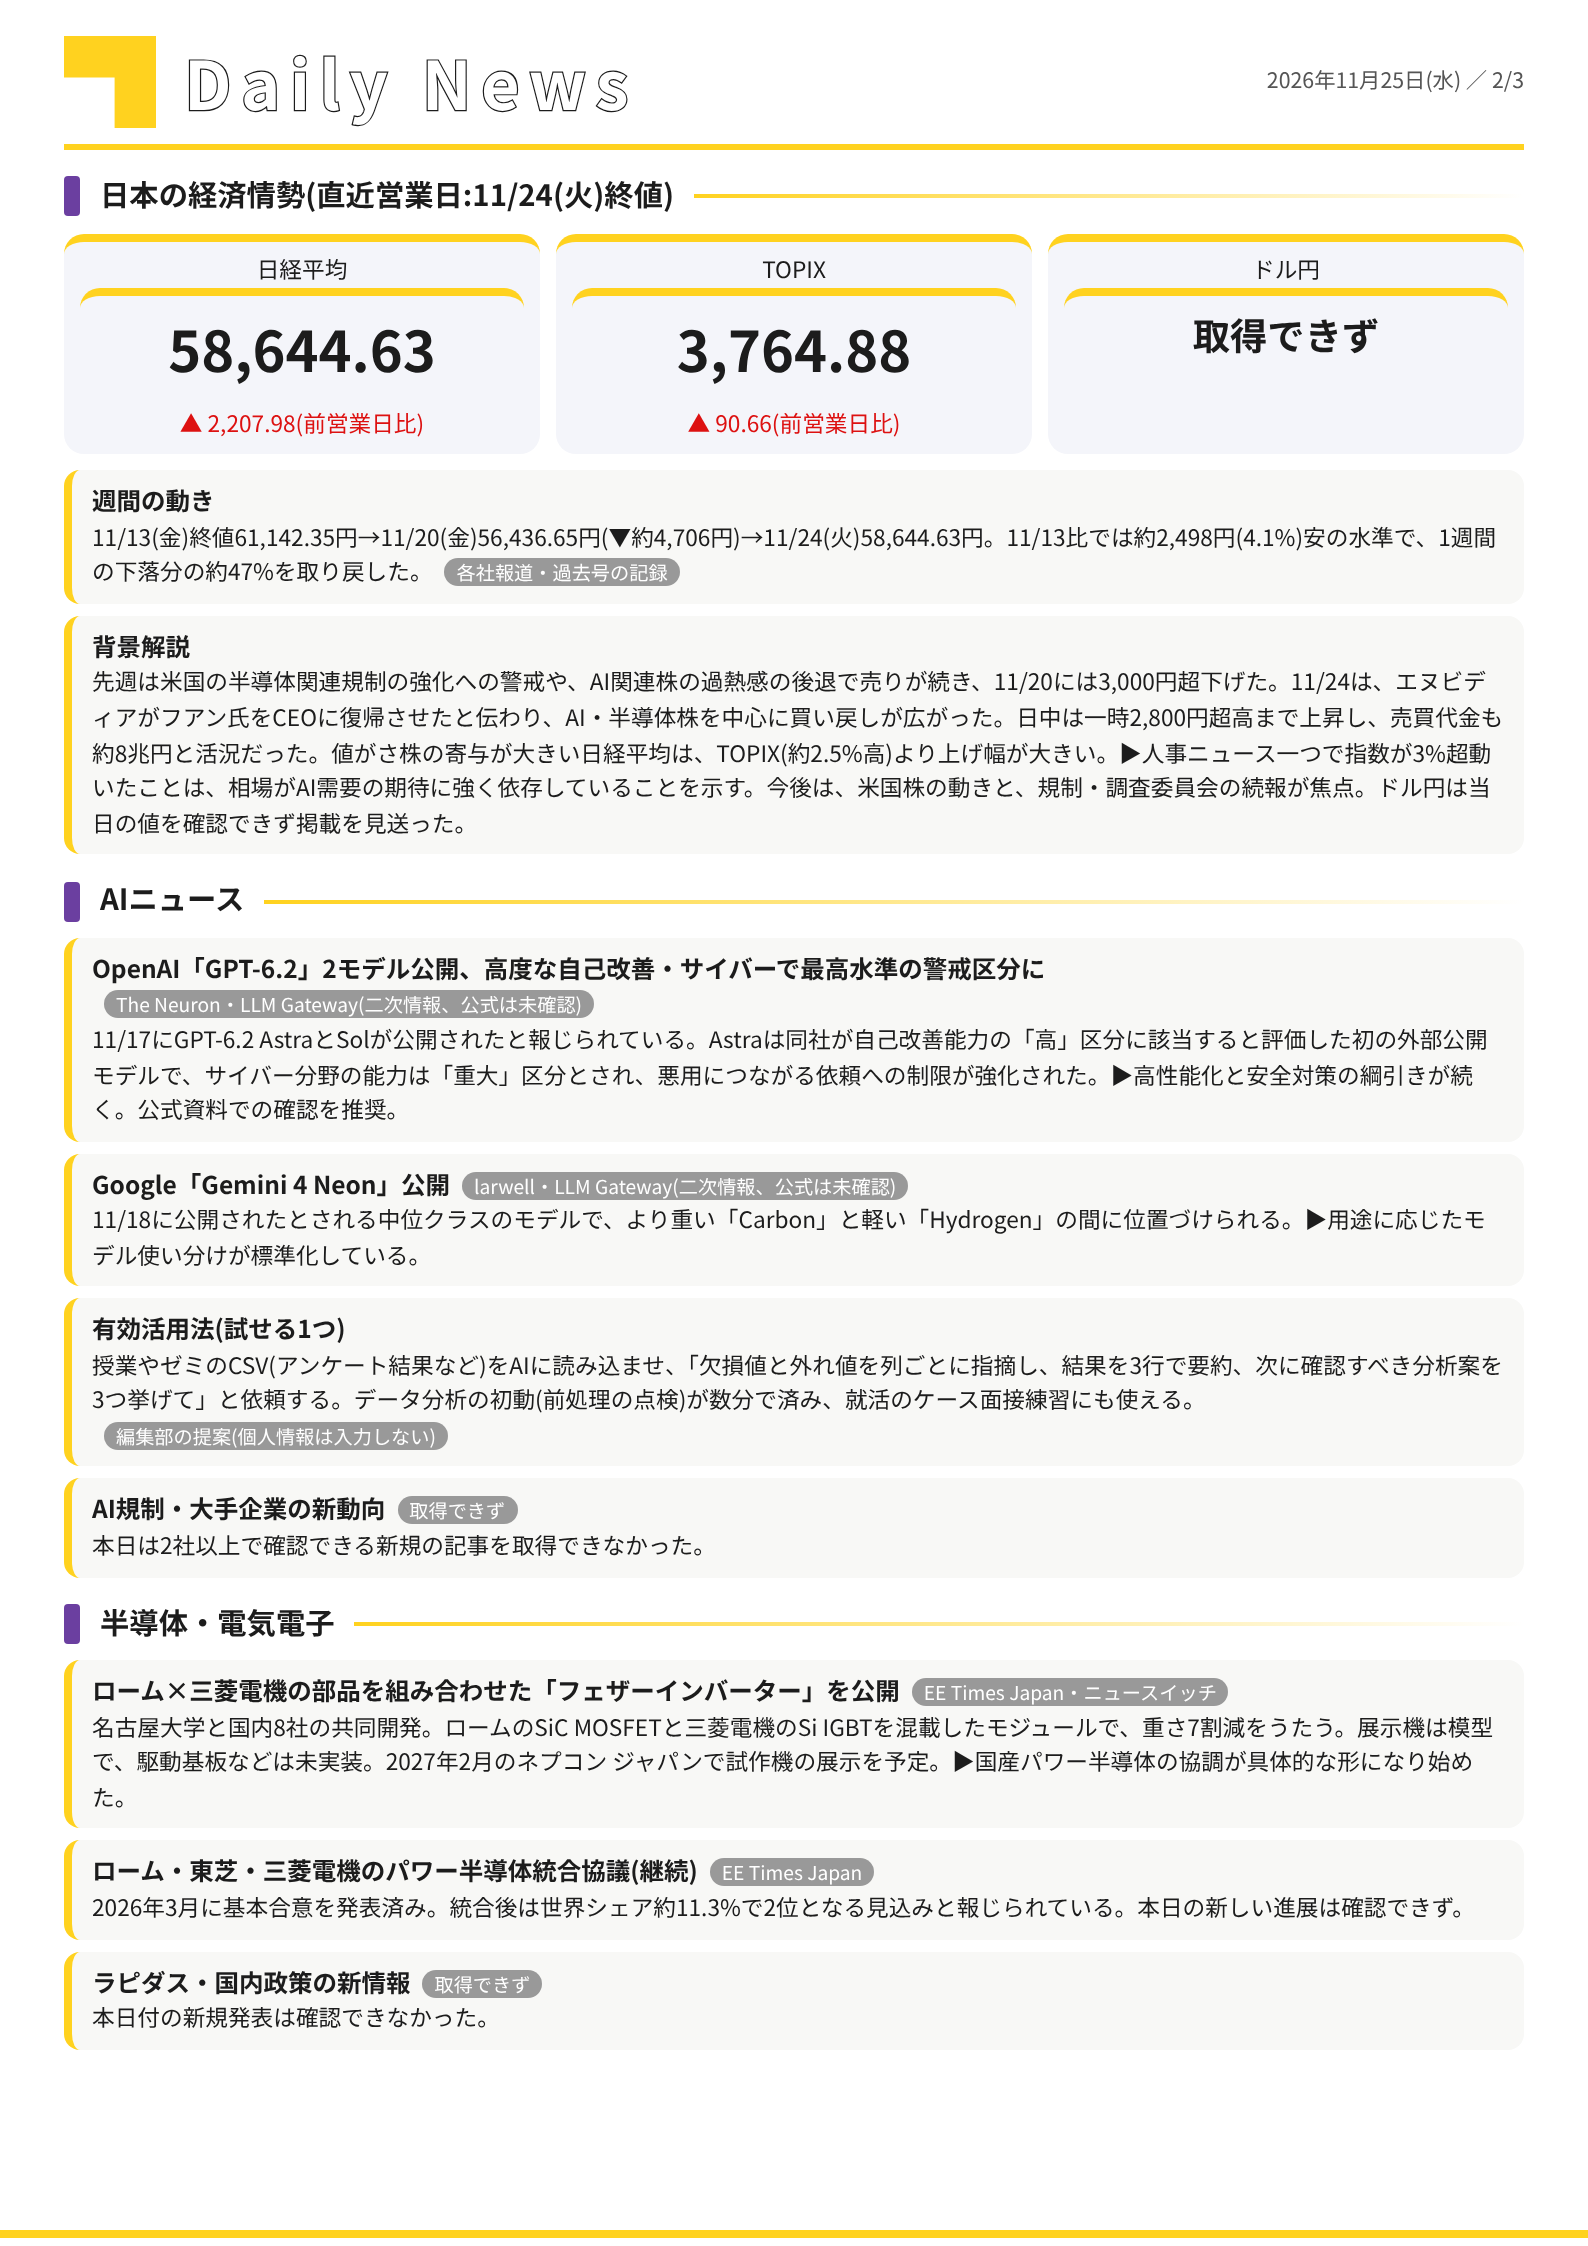 Daily News
2026年11月25日(水) ／ 2/3
日本の経済情勢(直近営業日:11/24(火)終値)
日経平均
58,644.63
▲ 2,207.98(前営業日比)
TOPIX
3,764.88
▲ 90.66(前営業日比)
ドル円
取得できず
週間の動き
11/13(金)終値61,142.35円→11/20(金)56,436.65円(▼約4,706円)→11/24(火)58,644.63円。11/13比では約2,498円(4.1%)安の水準で、1週間
の下落分の約47%を取り戻した。 各社報道・過去号の記録
背景解説
先週は米国の半導体関連規制の強化への警戒や、AI関連株の過熱感の後退で売りが続き、11/20には3,000円超下げた。11/24は、エヌビデ
ィアがフアン氏をCEOに復帰させたと伝わり、AI・半導体株を中心に買い戻しが広がった。日中は一時2,800円超高まで上昇し、売買代金も
約8兆円と活況だった。値がさ株の寄与が大きい日経平均は、TOPIX(約2.5%高)より上げ幅が大きい。▶人事ニュース一つで指数が3%超動
いたことは、相場がAI需要の期待に強く依存していることを示す。今後は、米国株の動きと、規制・調査委員会の続報が焦点。ドル円は当
日の値を確認できず掲載を見送った。
AIニュース
OpenAI「GPT-6.2」2モデル公開、高度な自己改善・サイバーで最高水準の警戒区分に
The Neuron・LLM Gateway(二次情報、公式は未確認)
11/17にGPT-6.2 AstraとSolが公開されたと報じられている。Astraは同社が自己改善能力の「高」区分に該当すると評価した初の外部公開
モデルで、サイバー分野の能力は「重大」区分とされ、悪用につながる依頼への制限が強化された。▶高性能化と安全対策の綱引きが続
く。公式資料での確認を推奨。
Google「Gemini 4 Neon」公開 larwell・LLM Gateway(二次情報、公式は未確認)
11/18に公開されたとされる中位クラスのモデルで、より重い「Carbon」と軽い「Hydrogen」の間に位置づけられる。▶用途に応じたモ
デル使い分けが標準化している。
有効活用法(試せる1つ)
授業やゼミのCSV(アンケート結果など)をAIに読み込ませ、「欠損値と外れ値を列ごとに指摘し、結果を3行で要約、次に確認すべき分析案を
3つ挙げて」と依頼する。データ分析の初動(前処理の点検)が数分で済み、就活のケース面接練習にも使える。
編集部の提案(個人情報は入力しない)
AI規制・大手企業の新動向 取得できず
本日は2社以上で確認できる新規の記事を取得できなかった。
半導体・電気電子
ローム×三菱電機の部品を組み合わせた「フェザーインバーター」を公開 EE Times Japan・ニュースイッチ
名古屋大学と国内8社の共同開発。ロームのSiC MOSFETと三菱電機のSi IGBTを混載したモジュールで、重さ7割減をうたう。展示機は模型
で、駆動基板などは未実装。2027年2月のネプコン ジャパンで試作機の展示を予定。▶国産パワー半導体の協調が具体的な形になり始め
た。
ローム・東芝・三菱電機のパワー半導体統合協議(継続) EE Times Japan
2026年3月に基本合意を発表済み。統合後は世界シェア約11.3%で2位となる見込みと報じられている。本日の新しい進展は確認できず。
ラピダス・国内政策の新情報 取得できず
本日付の新規発表は確認できなかった。